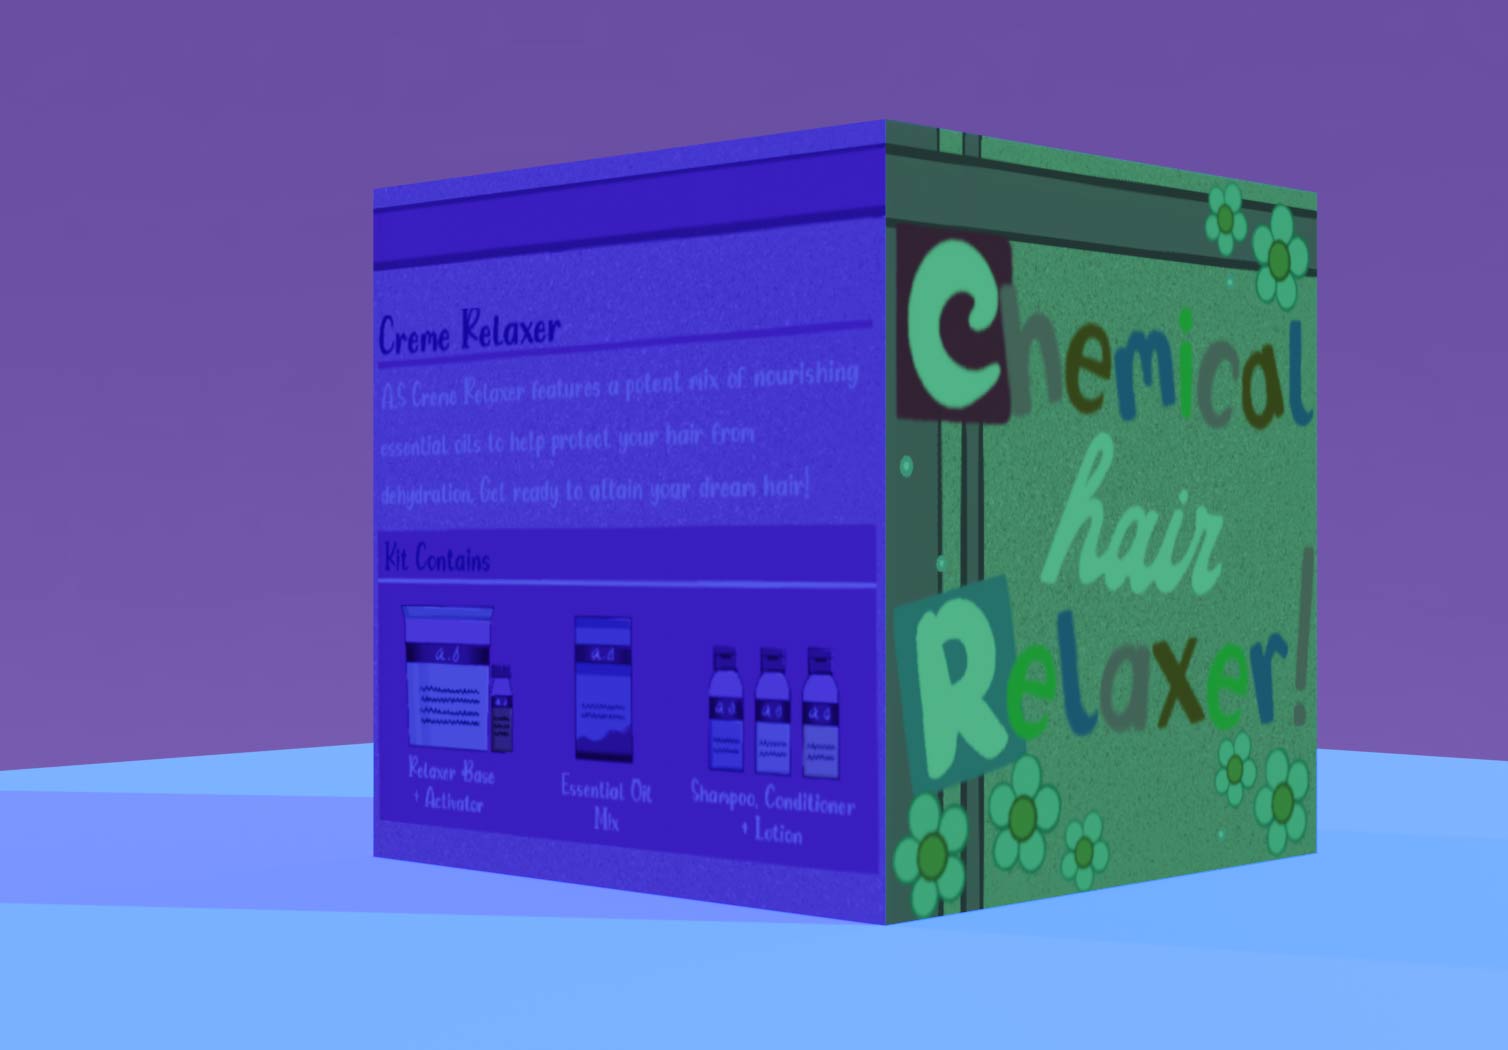 Creme Relaxer
A.S Creme Relaxer features a potent mix of nourishing
essential oils to help protect your hair from
dehydration. Get ready to attain your dream hair!
Kit Contains
a.s
a.s
a.s
a.s
a.s
a.s
Relaxer Base
+ Activator
Essential Oil
Mix
Shampoo, Conditioner
+ Lotion
Chemical
hair
Relaxer!